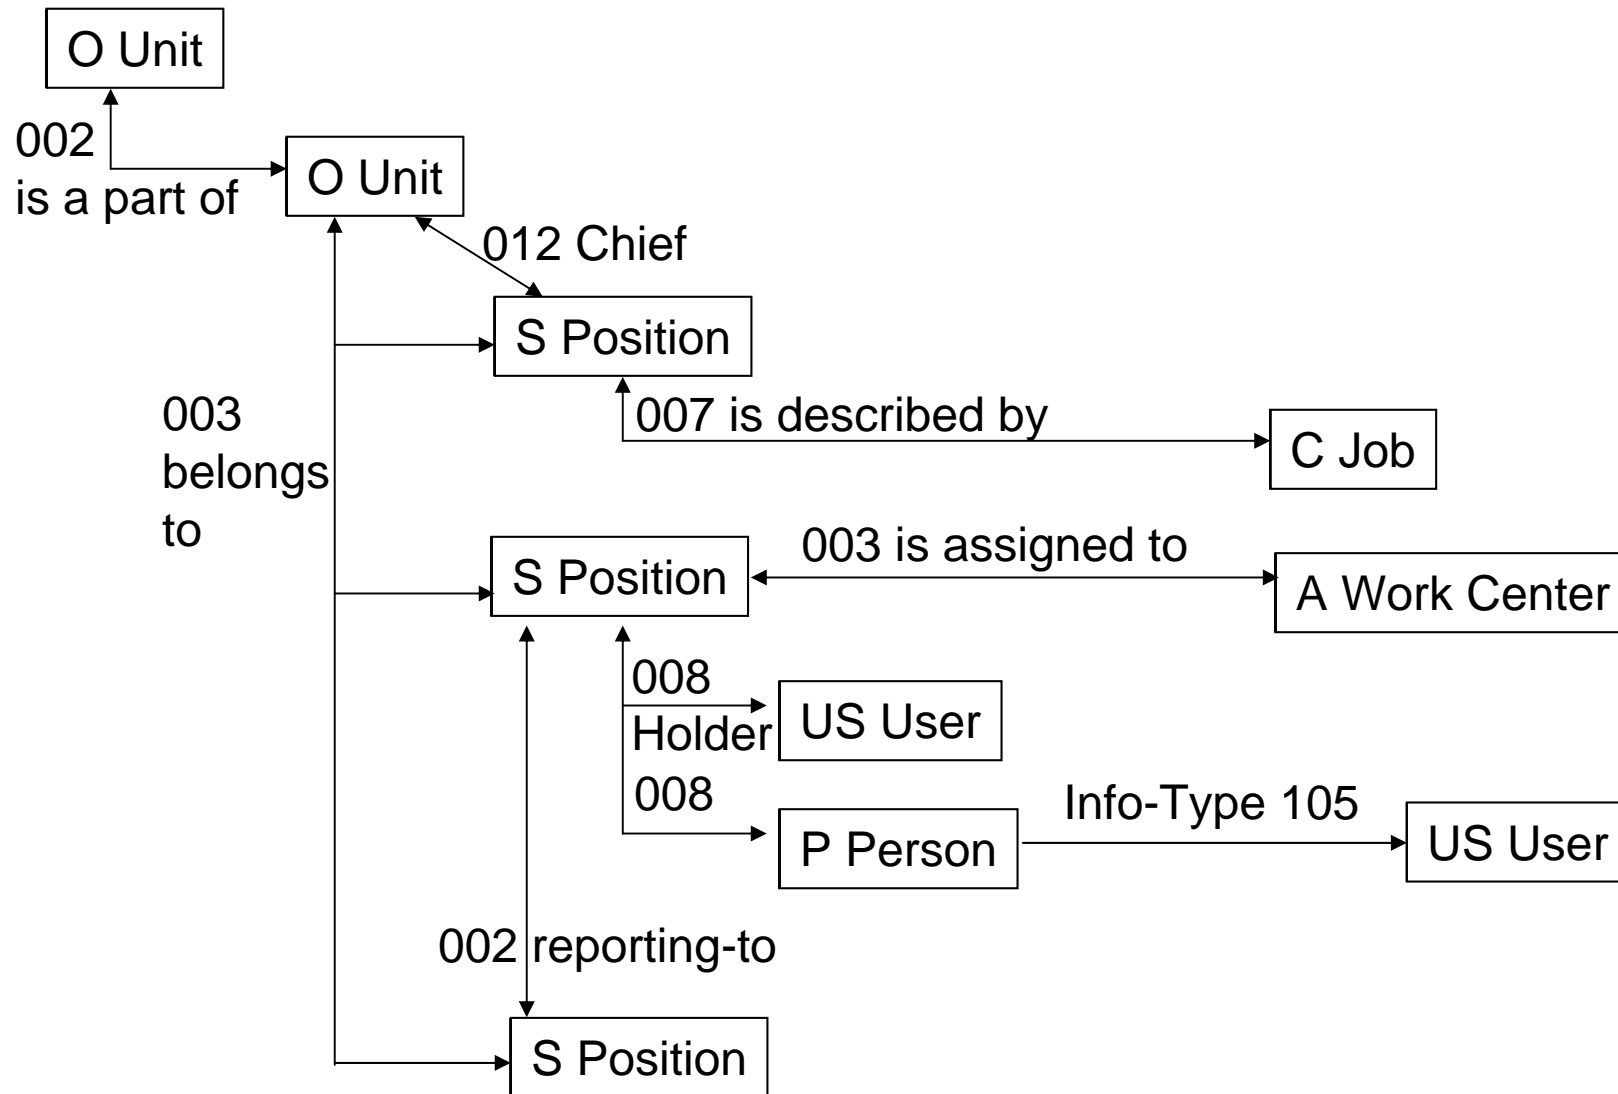 O Unit
002
is a part of
O Unit
012 Chief
S Position
003
belongs
to
007 is described by
C Job
S Position
003 is assigned to
A Work Center
008
Holder
US User
008
P Person
Info-Type 105
US User
002 reporting-to
S Position